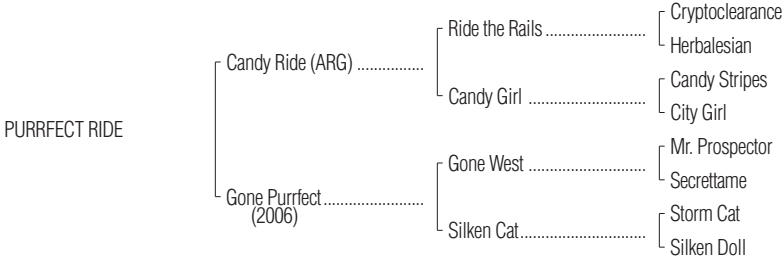 Cryptoclearance
Ride the Rails ........................
Herbalesian
Candy Ride (ARG) ................
Candy Stripes
Candy Girl ............................
City Girl
PURRFECT RIDE
Mr. Prospector
Gone West ............................
Secrettame
Gone Purrfect........................
(2006)
Storm Cat
Silken Cat..............................
Silken Doll